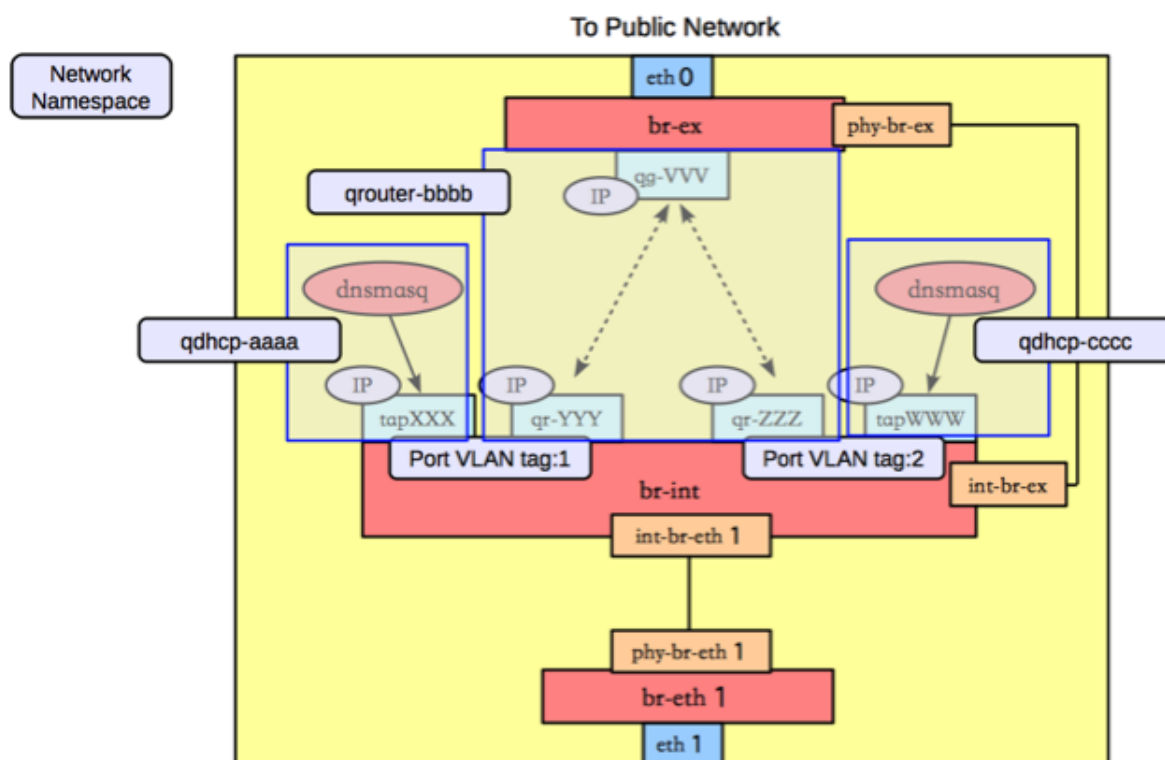 To Public Network
Network
Namespace
eth 0
br-ex
phy-br-ex
qrouter-bbbb
qg-VVV
IP
dnsmasq
dnsmasq
qdhcp-aaaa
qdhcp-cccc
IP
IP
IP
IP
tapXXX
qr-YYY
qr-ZZZ
tapWWW
Port VLAN tag:1
Port VLAN tag:2
br-int
int-br-ex
int-br-eth 1
phy-br-eth 1
br-eth 1
eth 1